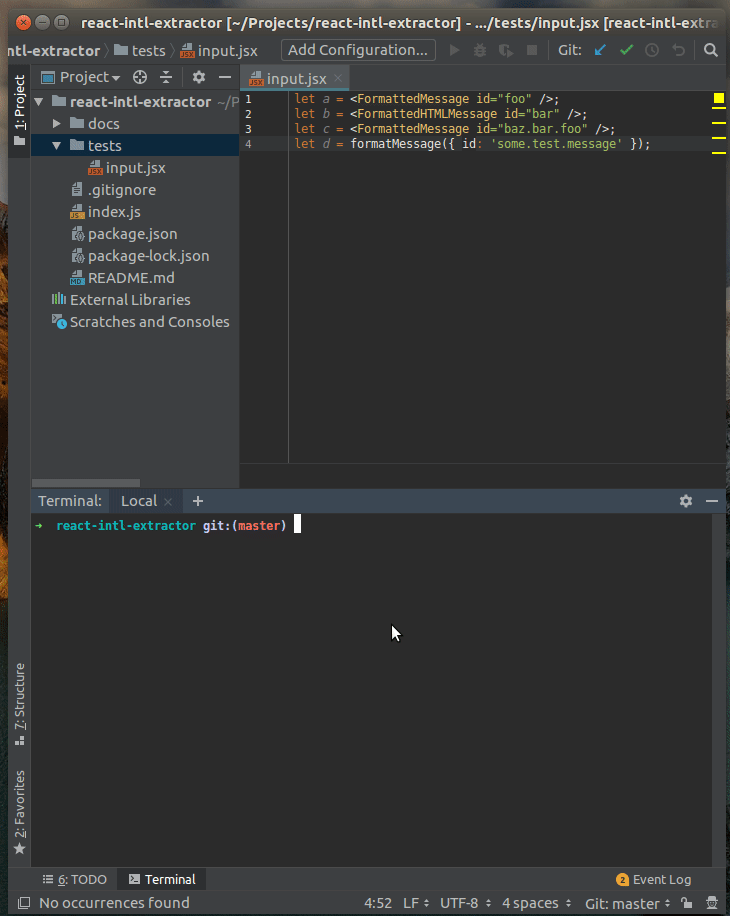 react-intl-extractor [~/Projects/react-intl-extractor] - .../tests/input.jsx [react-intl-extra
ntl-extractor tests input.jsx Add Configuration... Git:
1: Project
Project
react-intl-extractor ~/P
docs
tests
input.jsx
.gitignore
index.js
package.json
package-lock.json
README.md
External Libraries
Scratches and Consoles
input.jsx
1 let a = <FormattedMessage id="foo" />;
2 let b = <FormattedHTMLMessage id="bar" />;
3 let c = <FormattedMessage id="baz.bar.foo" />;
4 let d = formatMessage({ id: 'some.test.message' });
Terminal: Local +
→ react-intl-extractor git:(master)
7: Structure
2: Favorites
6: TODO Terminal 2 Event Log
No occurrences found 4:52 LF UTF-8 4 spaces Git: master